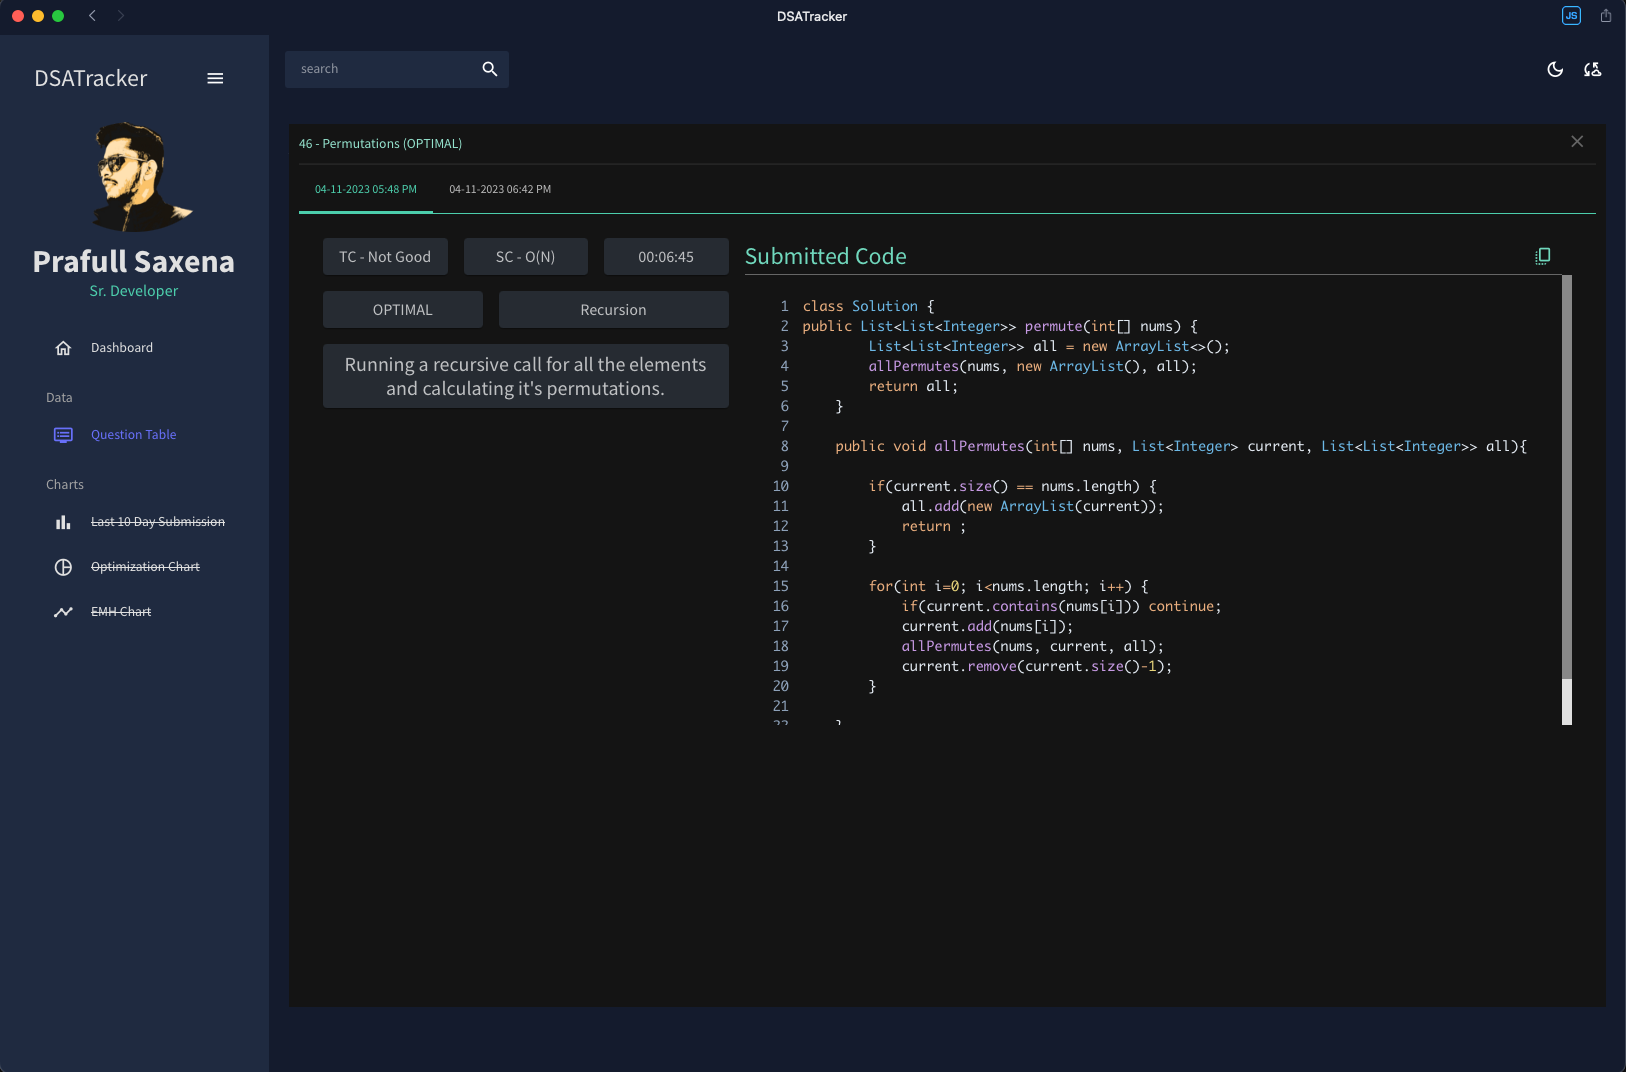 DSATracker
JS
DSATracker
search
Prafull Saxena
Sr. Developer
Dashboard
Data
Question Table
Charts
Last 10 Day Submission
Optimization Chart
EMH Chart
46 - Permutations (OPTIMAL)
04-11-2023 05:48 PM
04-11-2023 06:42 PM
TC - Not Good
SC - O(N)
00:06:45
OPTIMAL
Recursion
Running a recursive call for all the elements
and calculating it's permutations.
Submitted Code
1 class Solution {
2 public List<List<Integer>> permute(int[] nums) {
3 List<List<Integer>> all = new ArrayList<>();
4 allPermutes(nums, new ArrayList(), all);
5 return all;
6 }
7
8 public void allPermutes(int[] nums, List<Integer> current, List<List<Integer>> all){
9
10 if(current.size() == nums.length) {
11 all.add(new ArrayList(current));
12 return ;
13 }
14
15 for(int i=0; i<nums.length; i++) {
16 if(current.contains(nums[i])) continue;
17 current.add(nums[i]);
18 allPermutes(nums, current, all);
19 current.remove(current.size()-1);
20 }
21
22 }